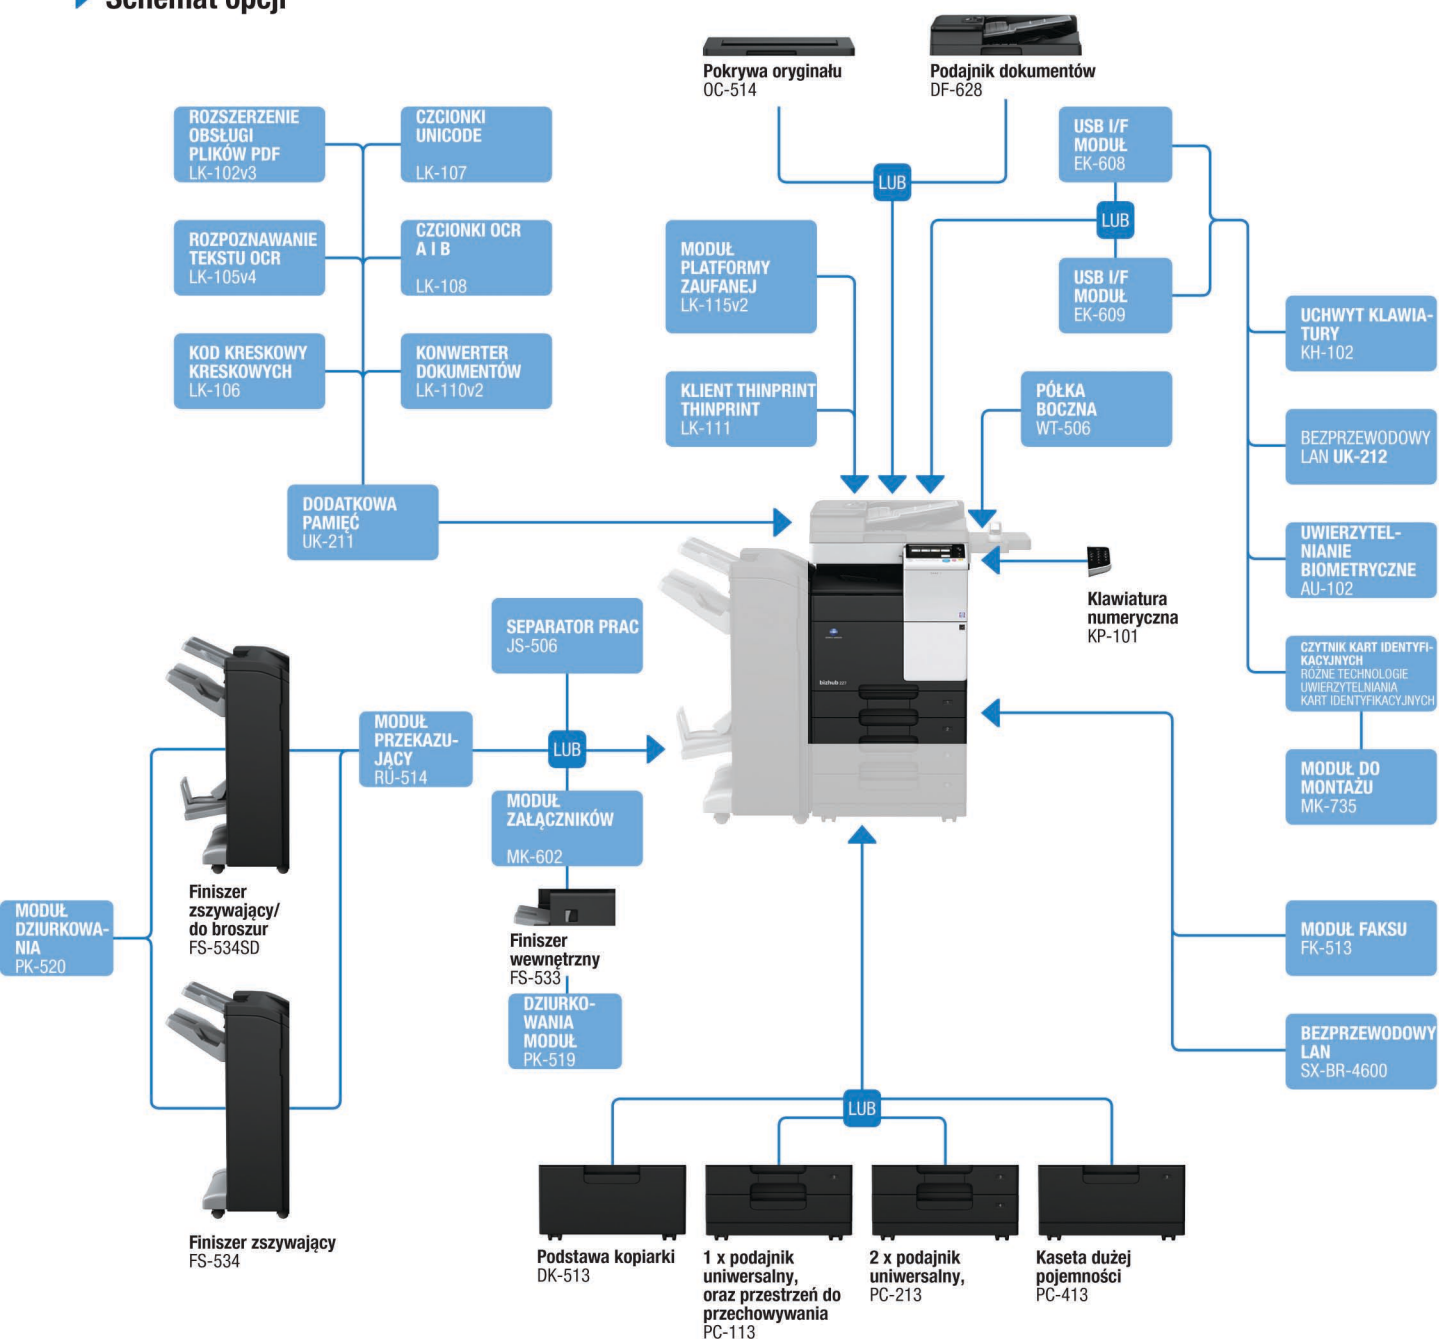 Schemat opcji
Pokrywa oryginału
OC-514
Podajnik dokumentów
DF-628
ROZSZERZENIE
OBSŁUGI
PLIKÓW PDF
LK-102v3
CZCIONKI
UNICODE
LK-107
USB I/F
MODUŁ
EK-608
LUB
LUB
ROZPOZNAWANIE
TEKSTU OCR
LK-105v4
CZCIONKI OCR
A I B
LK-108
MODUŁ
PLATFORMY
ZAUFANEJ
LK-115v2
USB I/F
MODUŁ
EK-609
UCHWYT KLAWIA-
TURY
KH-102
KOD KRESKOWY
KRESKOWYCH
LK-106
KONWERTER
DOKUMENTÓW
LK-110v2
KLIENT THINPRINT
THINPRINT
LK-111
PÓŁKA
BOCZNA
WT-506
BEZPRZEWODOWY
LAN UK-212
DODATKOWA
PAMIĘĆ
UK-211
UWIERZYTEL-
NIANIE
BIOMETRYCZNE
AU-102
Klawiatura
numeryczna
KP-101
SEPARATOR PRAC
JS-506
CZYTNIK KART IDENTYFI-
KACYJNYCH
RÓŻNE TECHNOLOGIE
UWIERZYTELNIANIA
KART IDENTYFIKACYJNYCH
bizhub
MODUŁ
PRZEKAZU-
JĄCY
RU-514
LUB
MODUŁ DO
MONTAŻU
MK-735
MODUŁ
ZAŁĄCZNIKÓW
MK-602
Finiszer
zszywający/
do broszur
FS-534SD
MODUŁ
DZIURKOWA-
NIA
PK-520
Finiszer
wewnętrzny
FS-533
MODUŁ FAKSU
FK-513
DZIURKO-
WANIA
MODUŁ
PK-519
BEZPRZEWODOWY
LAN
SX-BR-4600
LUB
Finiszer zszywający
FS-534
Podstawa kopiarki
DK-513
1 x podajnik
uniwersalny,
oraz przestrzeń do
przechowywania
PC-113
2 x podajnik
uniwersalny,
PC-213
Kaseta dużej
pojemności
PC-413